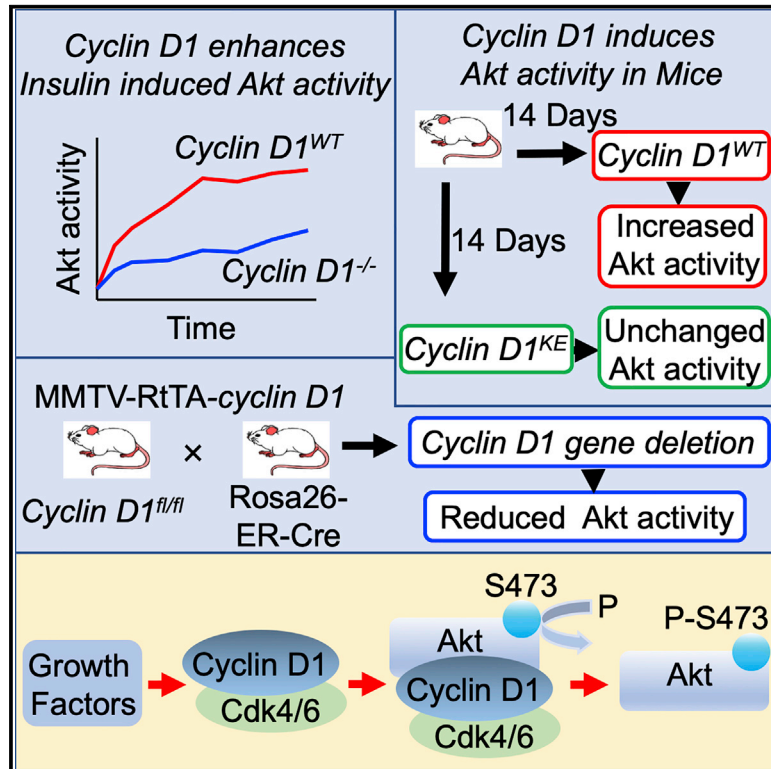 Cyclin D1 enhances
Insulin induced Akt activity
Akt activity
Cyclin D1WT
Cyclin D1-/-
Time
Cyclin D1 induces
Akt activity in Mice
14 Days
Cyclin D1WT
Increased
Akt activity
14 Days
Cyclin D1KE
Unchanged
Akt activity
MMTV-RtTA-cyclin D1
×
Cyclin D1fl/fl
Rosa26-
ER-Cre
Cyclin D1 gene deletion
Reduced Akt activity
Growth
Factors
Cyclin D1
Cdk4/6
S473
P
Akt
Cyclin D1
Cdk4/6
P-S473
Akt